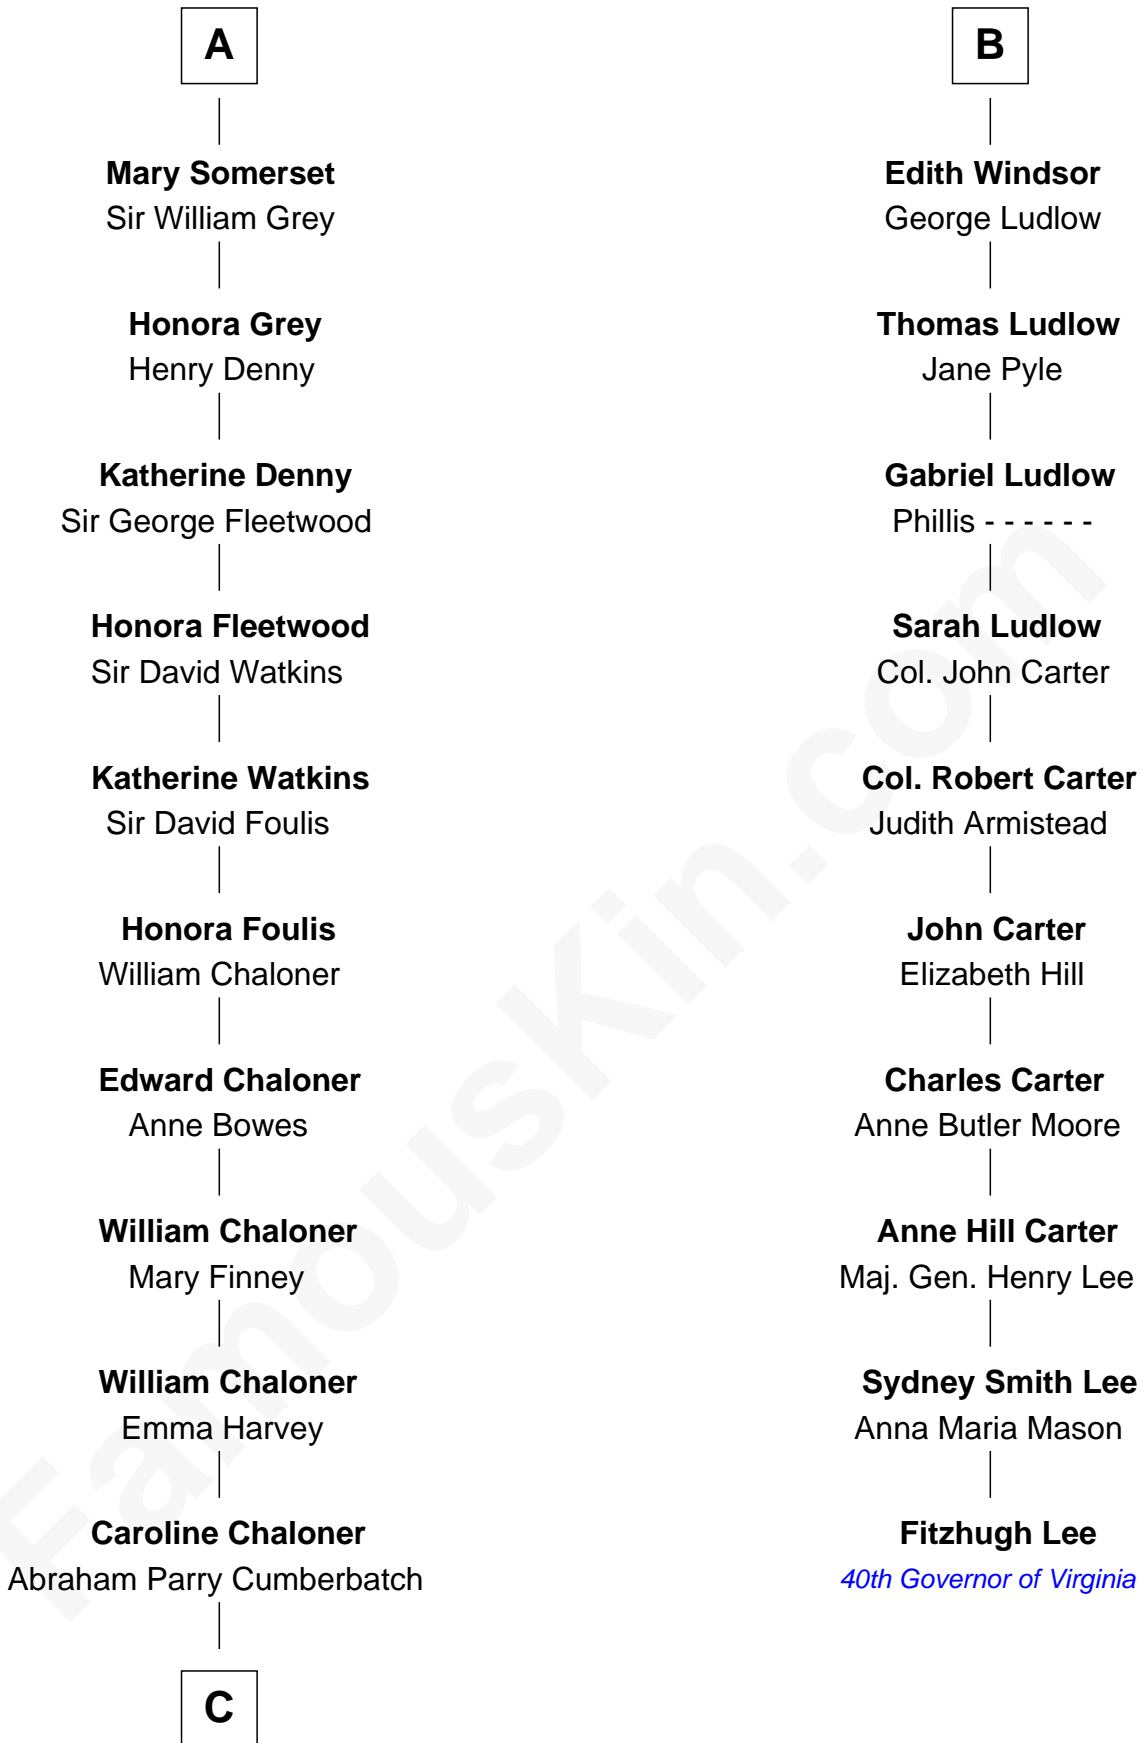 A
Mary Somerset
Sir William Grey
Honora Grey
Henry Denny
Katherine Denny
Sir George Fleetwood
Honora Fleetwood
Sir David Watkins
Katherine Watkins
Sir David Foulis
Honora Foulis
William Chaloner
Edward Chaloner
Anne Bowes
William Chaloner
Mary Finney
William Chaloner
Emma Harvey
Caroline Chaloner
Abraham Parry Cumberbatch
C
B
Edith Windsor
George Ludlow
Thomas Ludlow
Jane Pyle
Gabriel Ludlow
Phillis - - - - - -
Sarah Ludlow
Col. John Carter
Col. Robert Carter
Judith Armistead
John Carter
Elizabeth Hill
Charles Carter
Anne Butler Moore
Anne Hill Carter
Maj. Gen. Henry Lee
Sydney Smith Lee
Anna Maria Mason
Fitzhugh Lee
40th Governor of Virginia
FamousKin.com